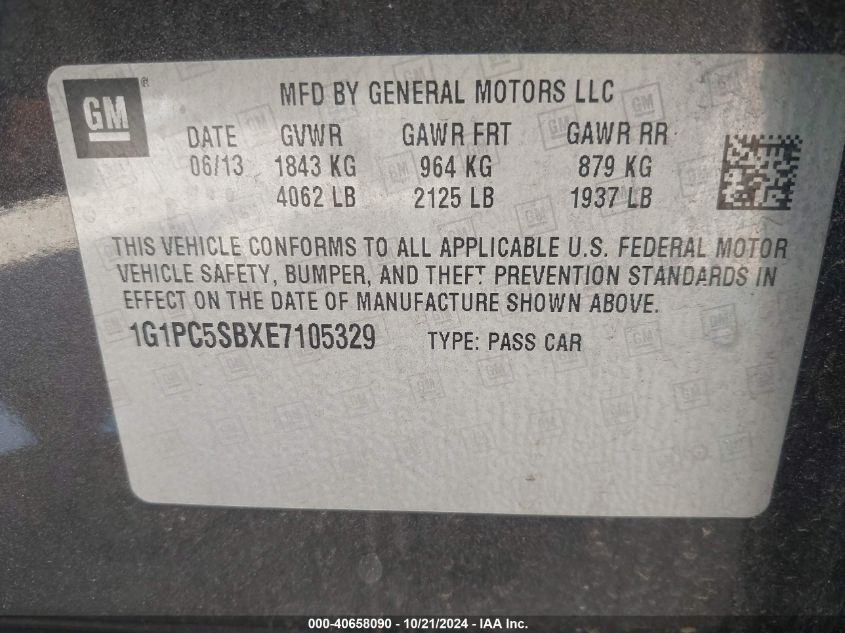 GM®
MFD BY GENERAL MOTORS LLC
DATE GVWR GAWR FRT GAWR RR
06/13 1843 KG 964 KG 879 KG
4062 LB 2125 LB 1937 LB
THIS VEHICLE CONFORMS TO ALL APPLICABLE U.S. FEDERAL MOTOR
VEHICLE SAFETY, BUMPER, AND THEFT PREVENTION STANDARDS IN
EFFECT ON THE DATE OF MANUFACTURE SHOWN ABOVE.
1G1PC5SBXE7105329 TYPE: PASS CAR
000-40658090 - 10/21/2024 - IAA Inc.